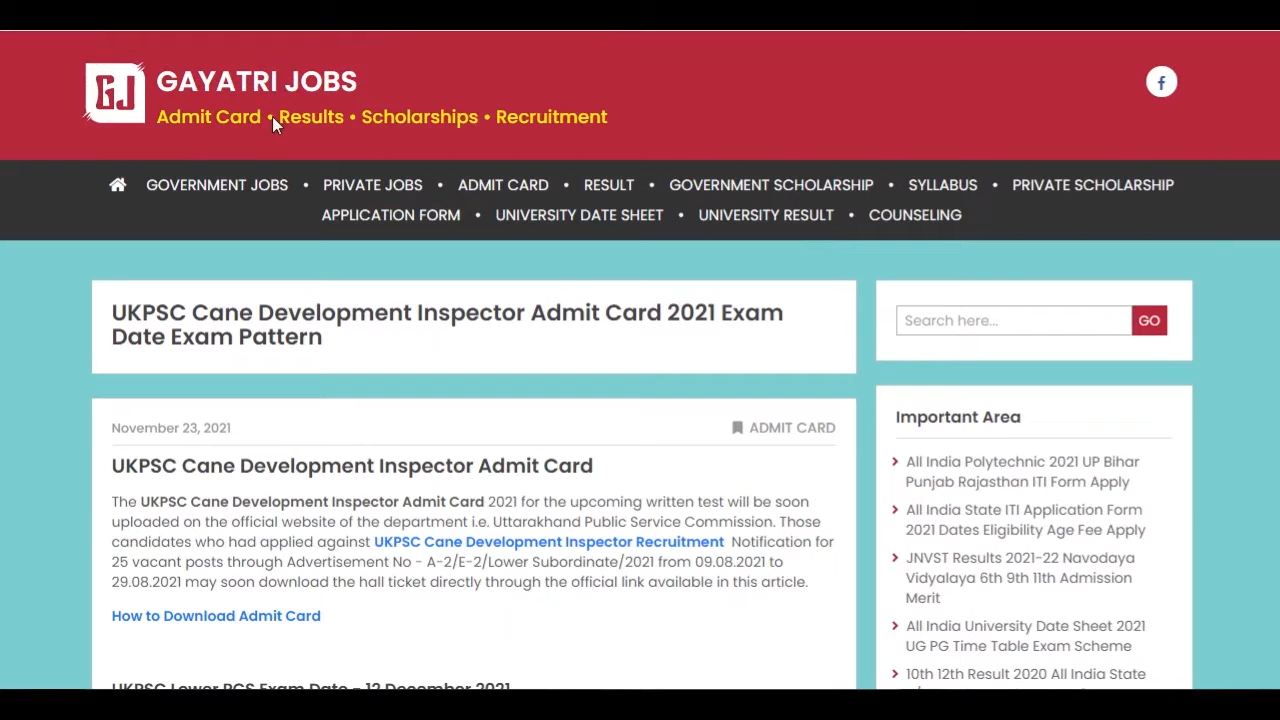 GJ
GAYATRI JOBS
Admit Card • Results • Scholarships • Recruitment
GOVERNMENT JOBS • PRIVATE JOBS • ADMIT CARD • RESULT • GOVERNMENT SCHOLARSHIP • SYLLABUS • PRIVATE SCHOLARSHIP
APPLICATION FORM • UNIVERSITY DATE SHEET • UNIVERSITY RESULT • COUNSELING
UKPSC Cane Development Inspector Admit Card 2021 Exam
Date Exam Pattern
November 23, 2021
ADMIT CARD
UKPSC Cane Development Inspector Admit Card
The UKPSC Cane Development Inspector Admit Card 2021 for the upcoming written test will be soon
uploaded on the official website of the department i.e. Uttarakhand Public Service Commission. Those
candidates who had applied against UKPSC Cane Development Inspector Recruitment Notification for
25 vacant posts through Advertisement No - A-2/E-2/Lower Subordinate/2021 from 09.08.2021 to
29.08.2021 may soon download the hall ticket directly through the official link available in this article.
How to Download Admit Card
UKPSC Lower PCS Exam Date - 12 December 2021
Search here...
GO
Important Area
All India Polytechnic 2021 UP Bihar
Punjab Rajasthan ITI Form Apply
All India State ITI Application Form
2021 Dates Eligibility Age Fee Apply
JNVST Results 2021-22 Navodaya
Vidyalaya 6th 9th 11th Admission
Merit
All India University Date Sheet 2021
UG PG Time Table Exam Scheme
10th 12th Result 2020 All India State